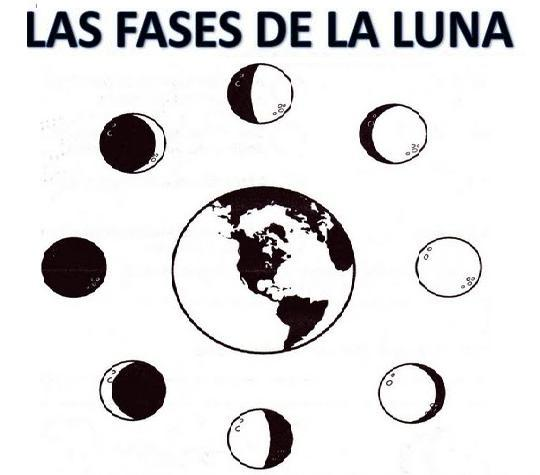 LAS FASES DE LA LUNA